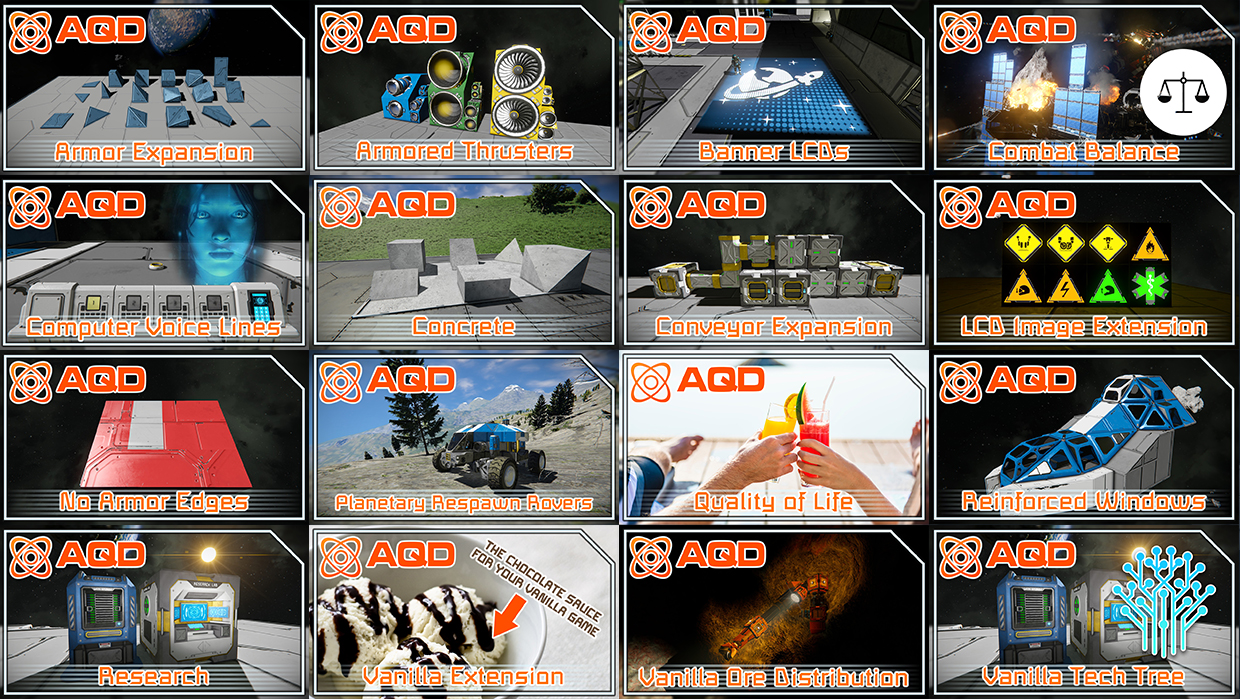 AQD
Armor Expansion
AQD
Armored Thrusters
AQD
Banner LCDs
AQD
Combat Balance
AQD
Computer Voice Lines
AQD
Concrete
AQD
Conveyor Expansion
AQD
LCD Image Extension
AQD
No Armor Edges
AQD
Planetary Respawn Rovers
AQD
Quality of Life
AQD
Reinforced Windows
AQD
RESEARCH LAB
Research
AQD
THE CHOCOLATE SAUCE
FOR YOUR VANILLA GAME
Vanilla Extension
AQD
Vanilla Ore Distribution
AQD
Vanilla Tech Tree